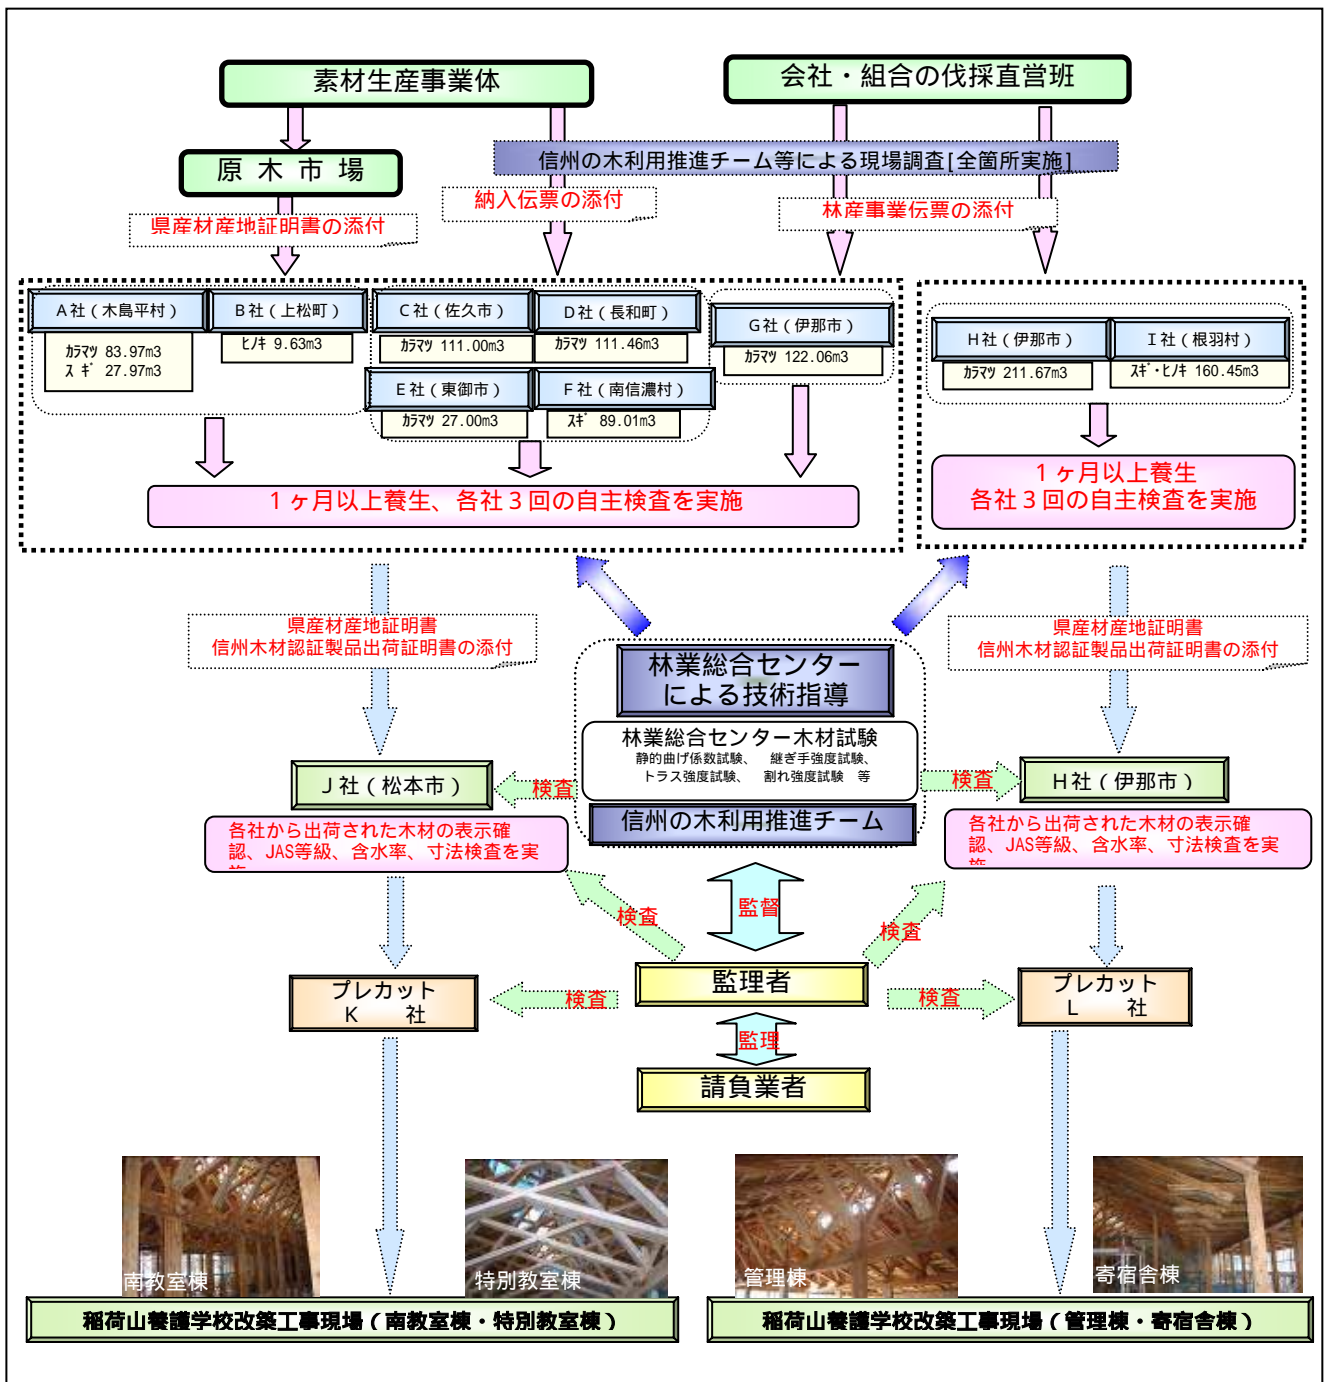 素材生産事業体
会社・組合の伐採直営班
原 木 市 場
信州の木利用推進チーム等による現場調査[全箇所実施]
県産材産地証明書の添付
納入伝票の添付
林産事業伝票の添付
A社(木島平村)
ｶﾗﾏﾂ 83.97m3
ｽ ｷﾞ 27.97m3
B社(上松町)
ﾋﾉｷ 9.63m3
C社(佐久市)
ｶﾗﾏﾂ 111.00m3
D社(長和町)
ｶﾗﾏﾂ 111.46m3
E社(東御市)
ｶﾗﾏﾂ 27.00m3
F社(南信濃村)
ｽｷﾞ 89.01m3
G社(伊那市)
ｶﾗﾏﾂ 122.06m3
H社(伊那市)
ｶﾗﾏﾂ 211.67m3
I社(根羽村)
ｽｷﾞ・ﾋﾉｷ 160.45m3
1ヶ月以上養生、各社3回の自主検査を実施
1ヶ月以上養生
各社3回の自主検査を実施
県産材産地証明書
信州木材認証製品出荷証明書の添付
県産材産地証明書
信州木材認証製品出荷証明書の添付
林業総合センター
による技術指導
林業総合センター木材試験
静的曲げ係数試験、 継ぎ手強度試験、
トラス強度試験、 割れ強度試験 等
信州の木利用推進チーム
J社(松本市)
検査
検査
H社(伊那市)
各社から出荷された木材の表示確
認、JAS等級、含水率、寸法検査を実
施
各社から出荷された木材の表示確
認、JAS等級、含水率、寸法検査を実
施
検査
監督
検査
プレカット
K 社
検査
監理者
検査
プレカット
L 社
監理
請負業者
南教室棟
特別教室棟
管理棟
寄宿舎棟
稲荷山養護学校改築工事現場(南教室棟・特別教室棟)
稲荷山養護学校改築工事現場(管理棟・寄宿舎棟)